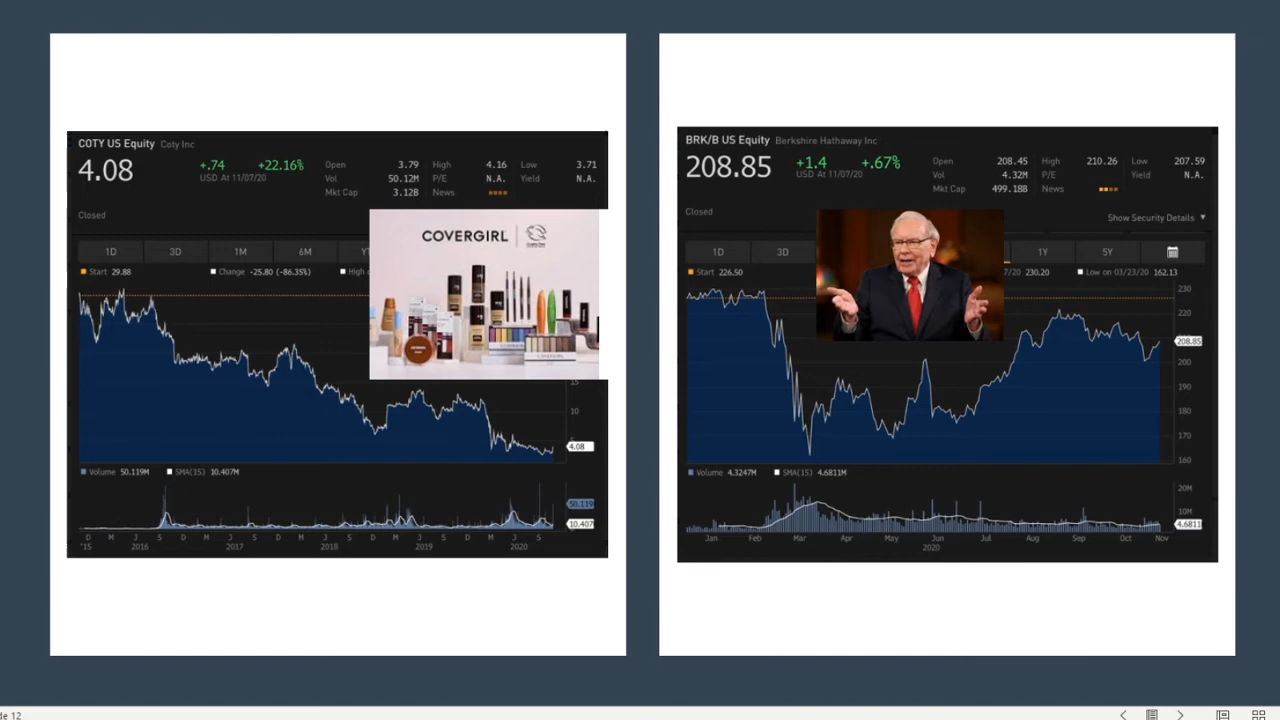 COTY US Equity Coty Inc
4.08
+.74 +22.16%
USD At 11/07/20
Open 3.79 High 4.16 Low 3.71
Vol 50.12M P/E N.A. Yield N.A.
Mkt Cap 3.12B News
Closed
1D 3D 1M 6M
Start 29.88 Change -25.80 (-86.35%) High
COVERGIRL
15
10
4.08
Volume 50.119M SMA(15) 10.407M
50.119
10.407
D M J S D M J S D M J S D M J S D M J S
'15 2016 2017 2018 2019 2020
BRK/B US Equity Berkshire Hathaway Inc
208.85
+1.4 +.67%
USD At 11/07/20
Open 208.45 High 210.26 Low 207.59
Vol 4.32M P/E Yield N.A.
Mkt Cap 499.18B News
Closed
Show Security Details
1D 3D 1Y 5Y
Start 226.50 /20 230.20 Low on 03/23/20 162.13
230
220
208.85
200
190
180
170
160
Volume 4.3247M SMA(15) 4.6811M
20M
10M
4.6811
Jan Feb Mar Apr May Jun Jul Aug Sep Oct Nov
2020
de 12